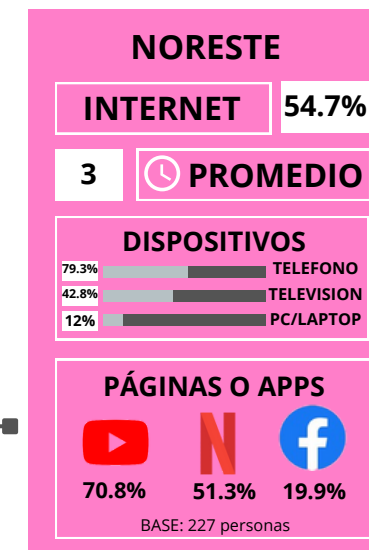 NORESTE
INTERNET 54.7%
3 PROMEDIO
DISPOSITIVOS
79.3% TELEFONO
42.8% TELEVISION
12% PC/LAPTOP
PÁGINAS O APPS
70.8% 51.3% 19.9%
BASE: 227 personas